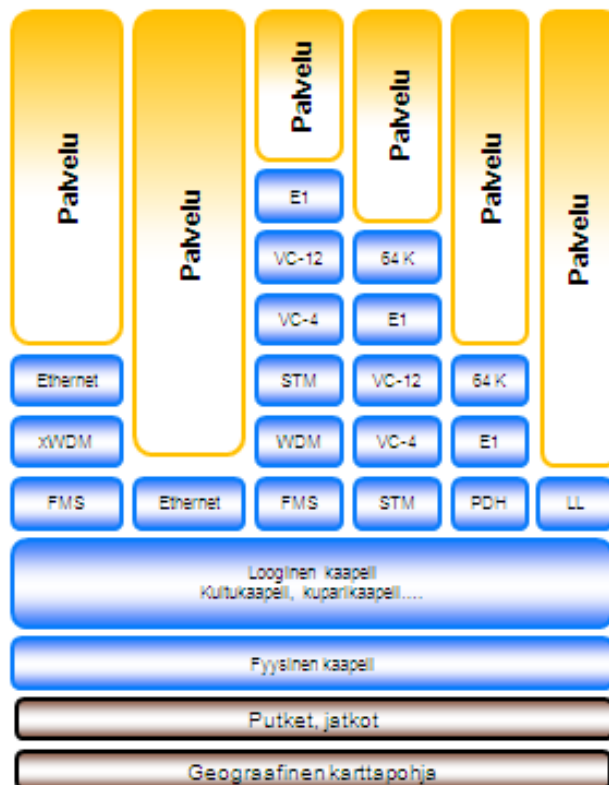 Palvelu
Palvelu
Palvelu
Palvelu
Palvelu
Palvelu
E1
VC-12
64 K
VC-4
E1
Ethernet
STM
VC-12
64 K
xWDM
WDM
VC-4
E1
FMS
Ethernet
FMS
STM
PDH
LL
Looginen kaapeli
Kuitukaapeli, kuparikaapeli....
Fyysinen kaapeli
Putket, jatkot
Geograafinen karttapohja